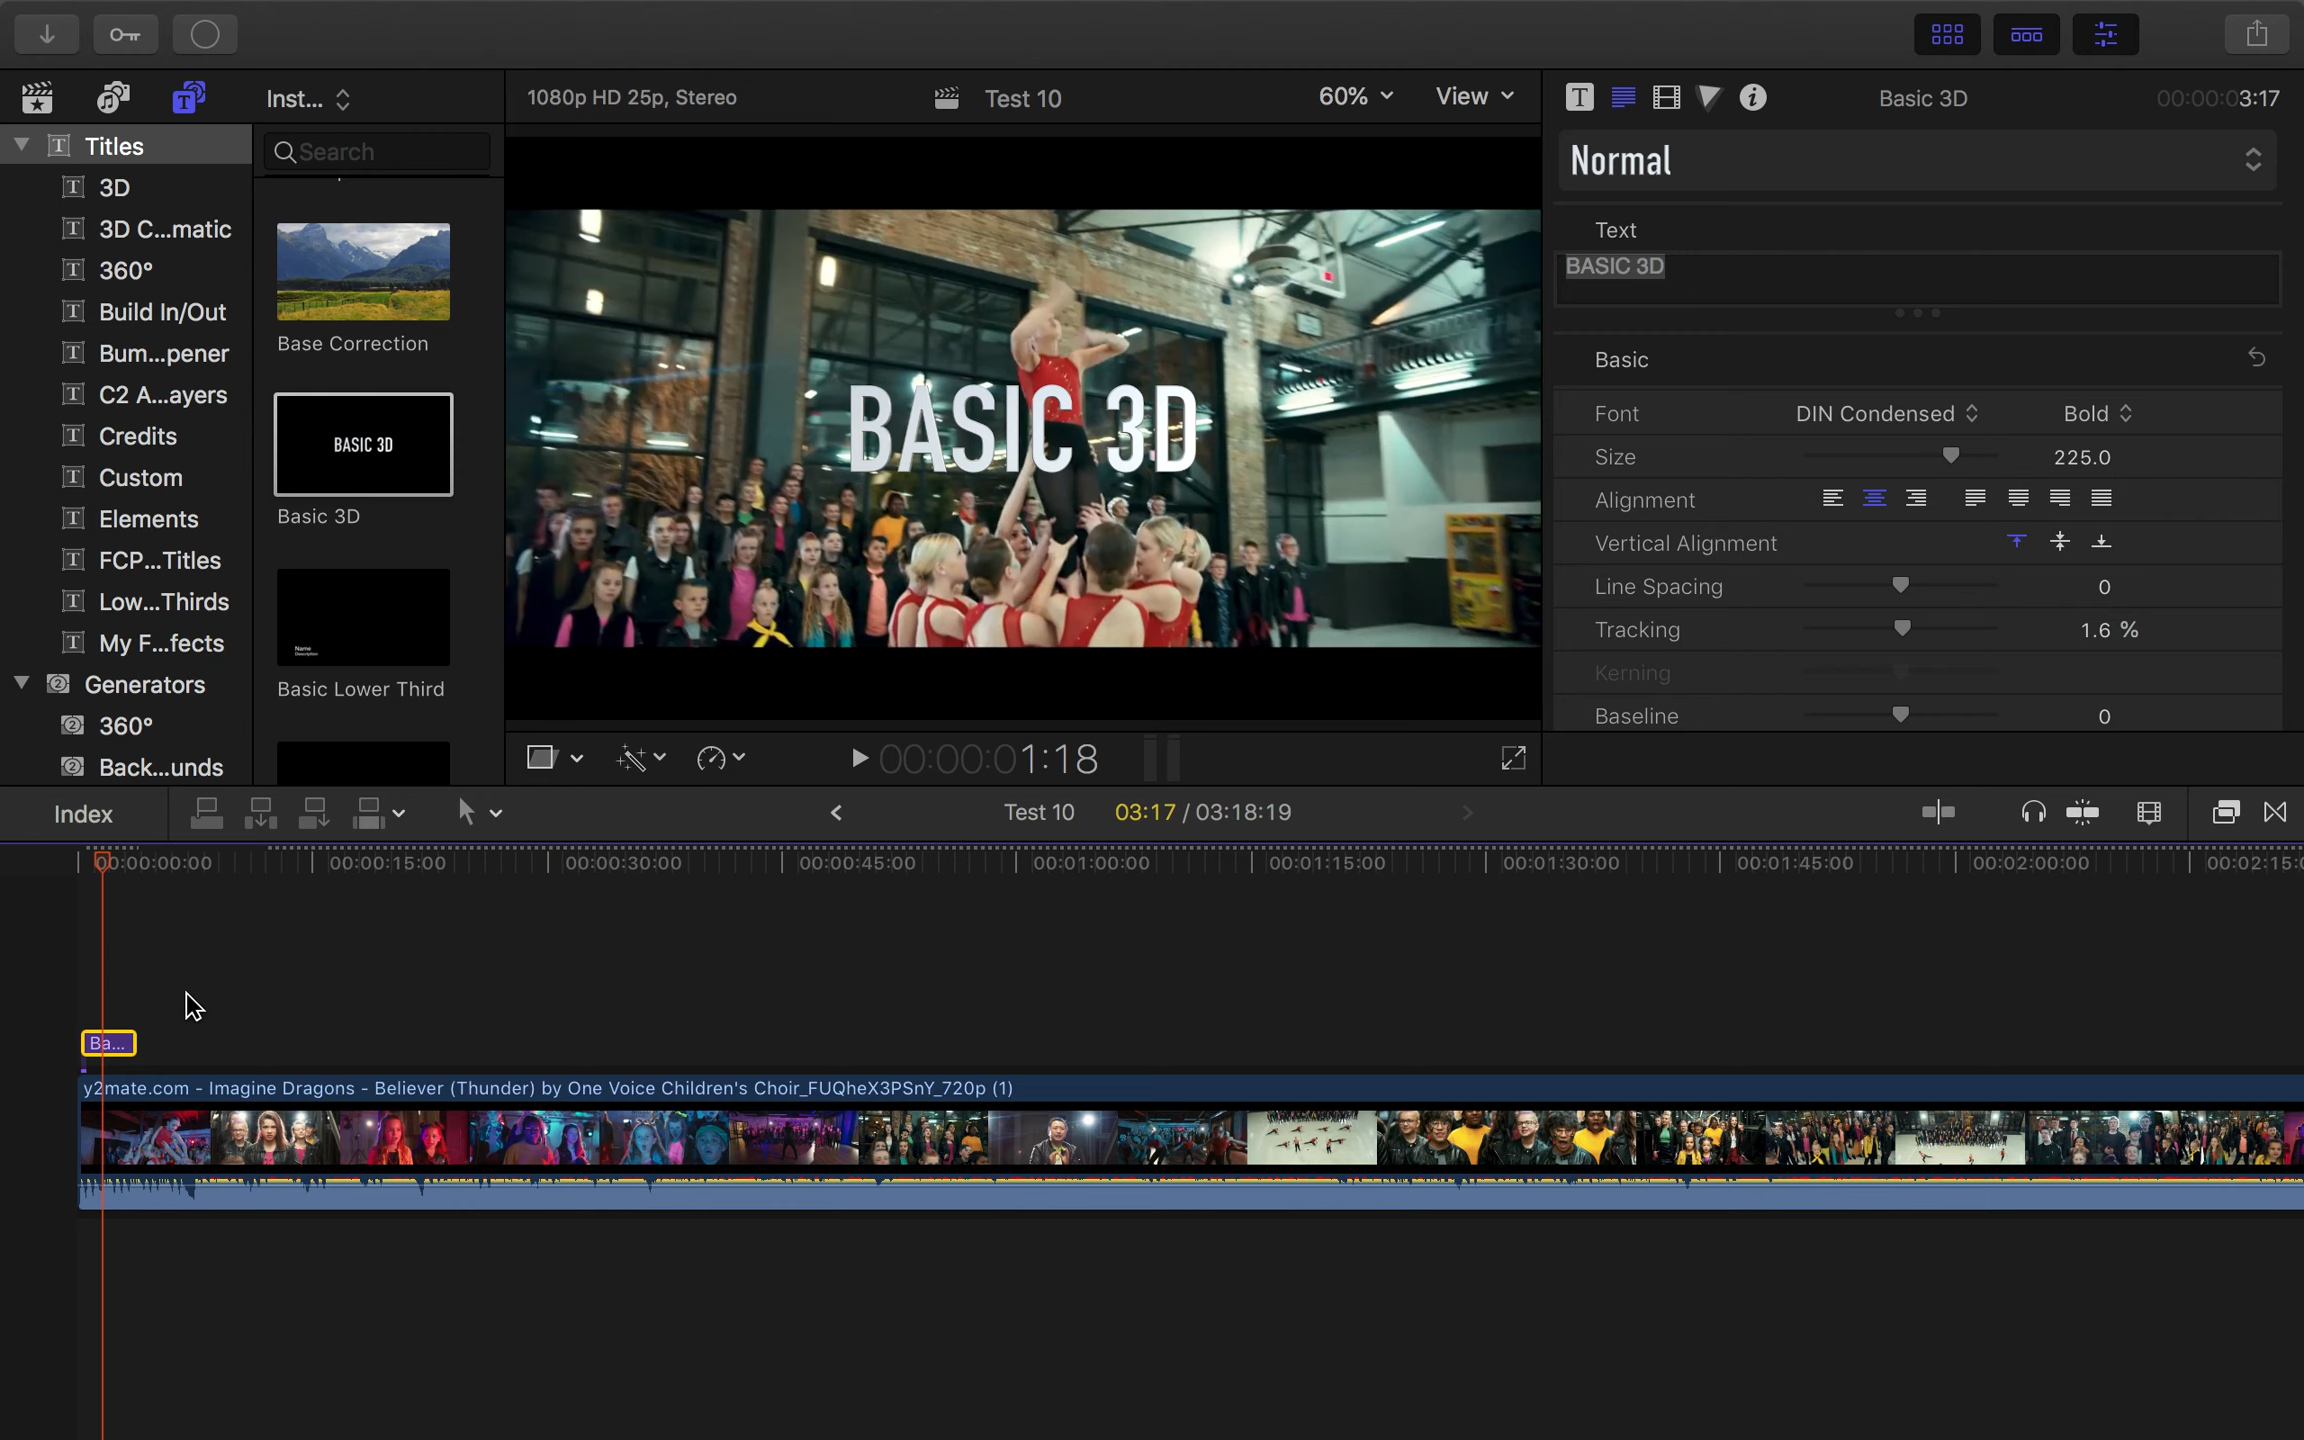 Inst...
1080p HD 25p, Stereo
Test 10
60%
View
Basic 3D
00:00:03:17
Titles
3D
3D C...matic
360°
Build In/Out
Bum...pener
C2 A...ayers
Credits
Custom
Elements
FCP...Titles
Low...Thirds
My F...fects
Generators
360°
Back...unds
Search
Base Correction
BASIC 3D
Basic 3D
Name
Description
Basic Lower Third
BASIC 3D
Normal
Text
BASIC 3D
Basic
Font DIN Condensed Bold
Size 225.0
Alignment
Vertical Alignment
Line Spacing 0
Tracking 1.6 %
Kerning
Baseline 0
00:00:01:18
Index
Test 10 03:17 / 03:18:19
00:00:00:00 00:00:15:00 00:00:30:00 00:00:45:00 00:01:00:00 00:01:15:00 00:01:30:00 00:01:45:00 00:02:00:00 00:02:15:
Ba...
y2mate.com - Imagine Dragons - Believer (Thunder) by One Voice Children's Choir_FUQheX3PSnY_720p (1)